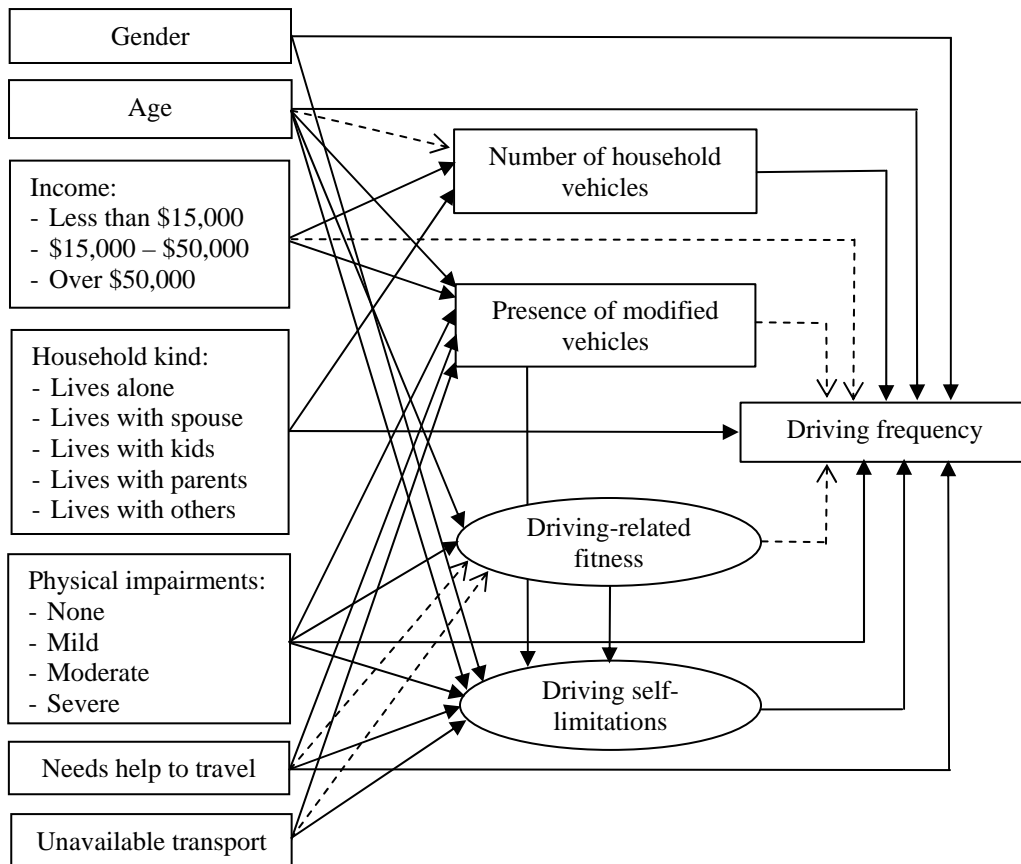 Gender
Age
Income:
- Less than $15,000
- $15,000 – $50,000
- Over $50,000
Household kind:
- Lives alone
- Lives with spouse
- Lives with kids
- Lives with parents
- Lives with others
Physical impairments:
- None
- Mild
- Moderate
- Severe
Needs help to travel
Unavailable transport
Number of household
vehicles
Presence of modified
vehicles
Driving-related
fitness
Driving self-
limitations
Driving frequency